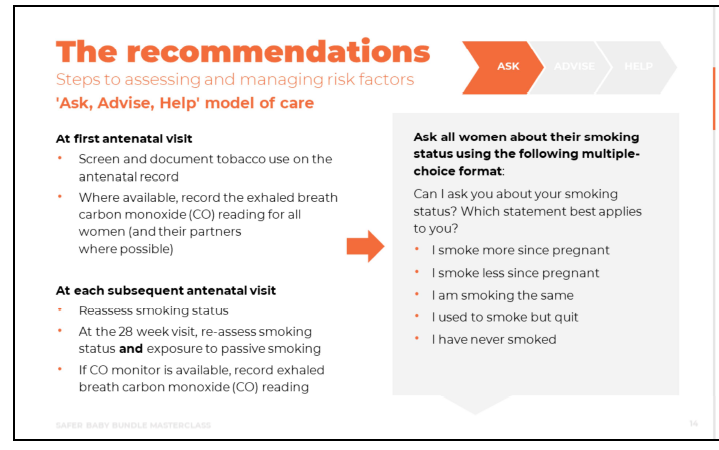 The recommendations
Steps to assessing and managing risk factors
'Ask, Advise, Help' model of care
ASK
ADVISE
HELP
At first antenatal visit
• Screen and document tobacco use on the
antenatal record
• Where available, record the exhaled breath
carbon monoxide (CO) reading for all
women (and their partners
where possible)
At each subsequent antenatal visit
• Reassess smoking status
• At the 28 week visit, re-assess smoking
status and exposure to passive smoking
• If CO monitor is available, record exhaled
breath carbon monoxide (CO) reading
Ask all women about their smoking
status using the following multiple-
choice format:
Can I ask you about your smoking
status? Which statement best applies
to you?
• I smoke more since pregnant
• I smoke less since pregnant
• I am smoking the same
• I used to smoke but quit
• I have never smoked
SAFER BABY BUNDLE MASTERCLASS
14